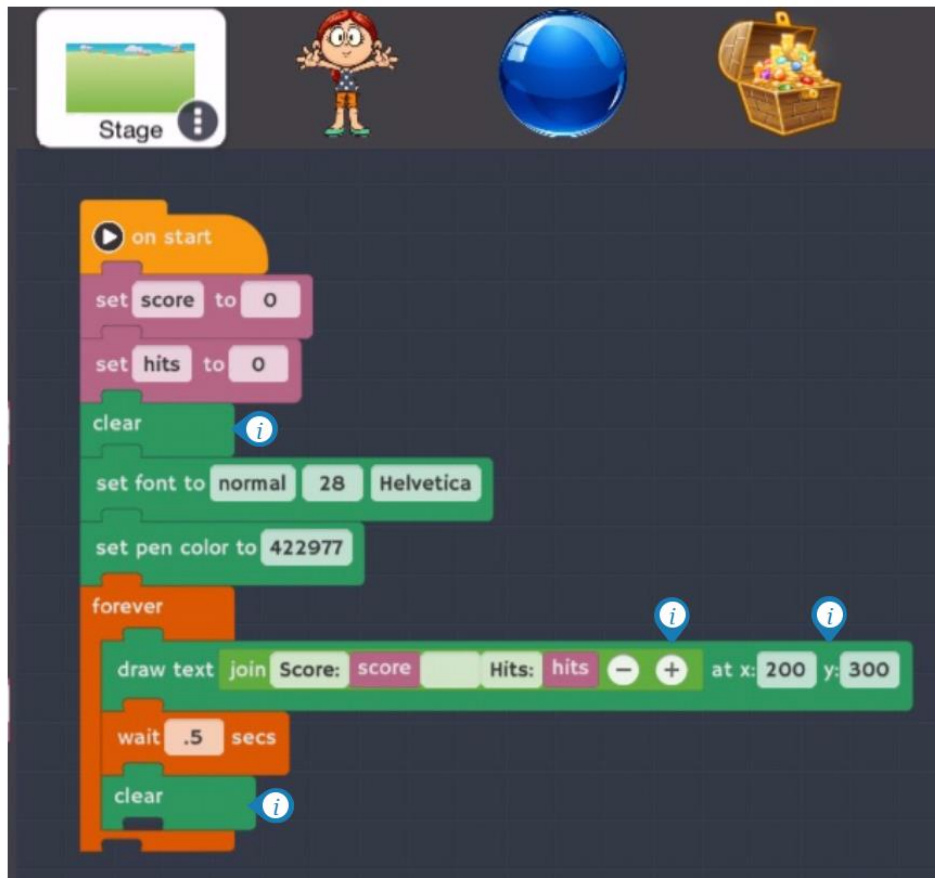 Stage
on start
set score to 0
set hits to 0
clear
i
set font to normal 28 Helvetica
set pen color to 422977
forever
i i
draw text join Score: score Hits: hits − + at x: 200 y: 300
wait .5 secs
clear
i